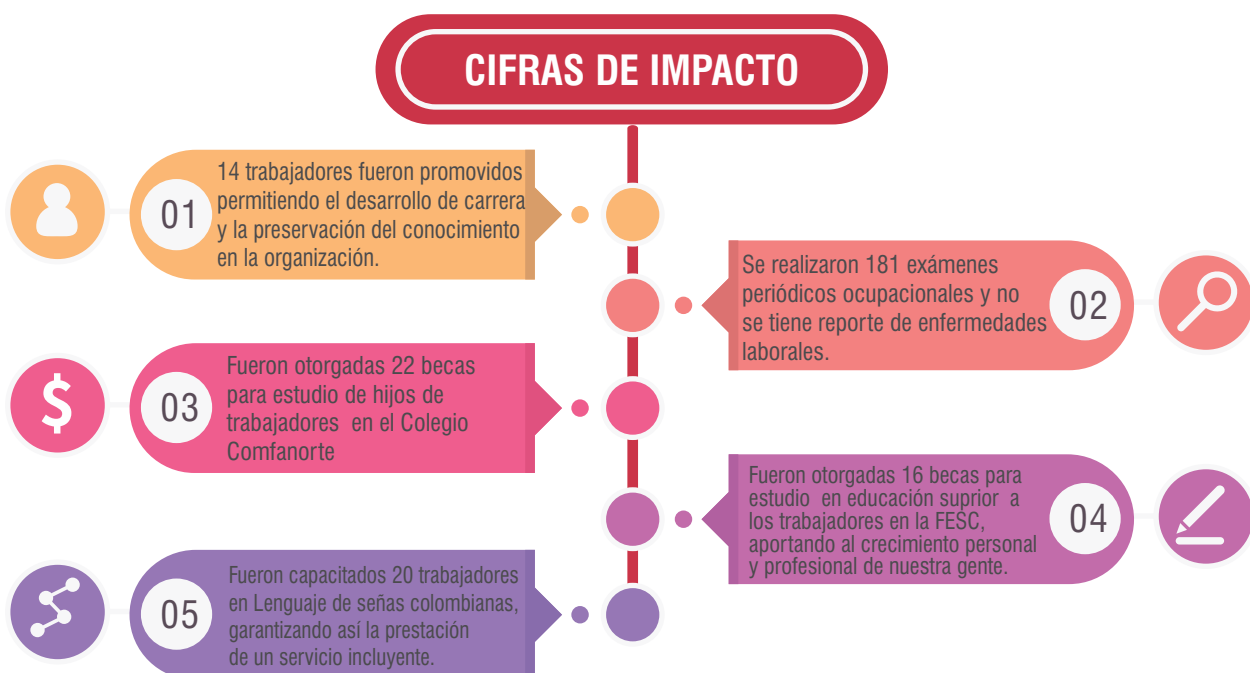 CIFRAS DE IMPACTO
01
14 trabajadores fueron promovidos
permitiendo el desarrollo de carrera
y la preservación del conocimiento
en la organización.
Se realizaron 181 exámenes
periódicos ocupacionales y no
se tiene reporte de enfermedades
laborales.
02
$
03
Fueron otorgadas 22 becas
para estudio de hijos de
trabajadores en el Colegio
Comfanorte
Fueron otorgadas 16 becas para
estudio en educación suprior a
los trabajadores en la FESC,
aportando al crecimiento personal
y profesional de nuestra gente.
04
05
Fueron capacitados 20 trabajadores
en Lenguaje de señas colombianas,
garantizando así la prestación
de un servicio incluyente.